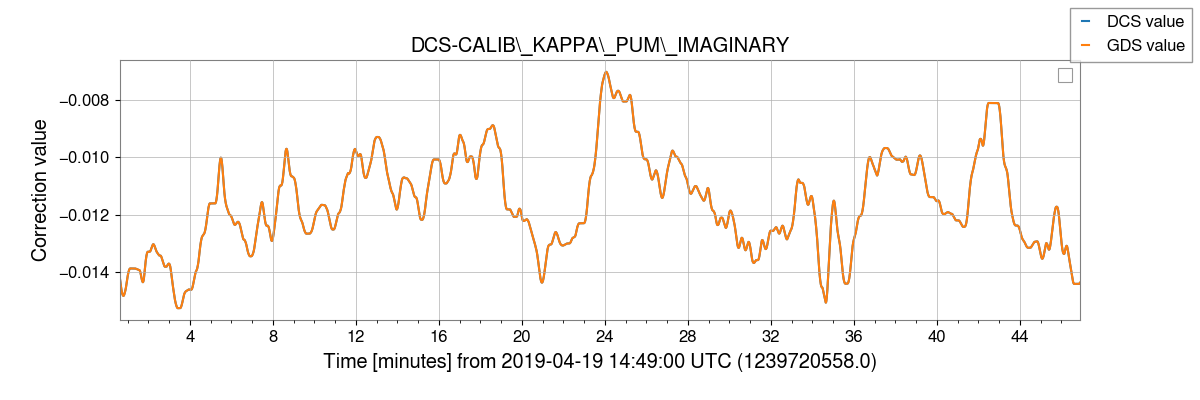 DCS value
GDS value
DCS-CALIB\_KAPPA\_PUM\_IMAGINARY
Correction value
−0.008
−0.010
−0.012
−0.014
4 8 12 16 20 24 28 32 36 40 44
Time [minutes] from 2019-04-19 14:49:00 UTC (1239720558.0)